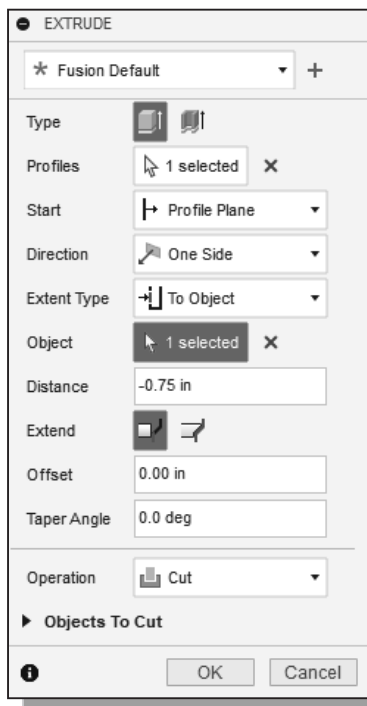 EXTRUDE
Fusion Default
Type
Profiles 1 selected
Start Profile Plane
Direction One Side
Extent Type To Object
Object 1 selected
Distance -0.75 in
Extend
Offset 0.00 in
Taper Angle 0.0 deg
Operation Cut
Objects To Cut
OK Cancel